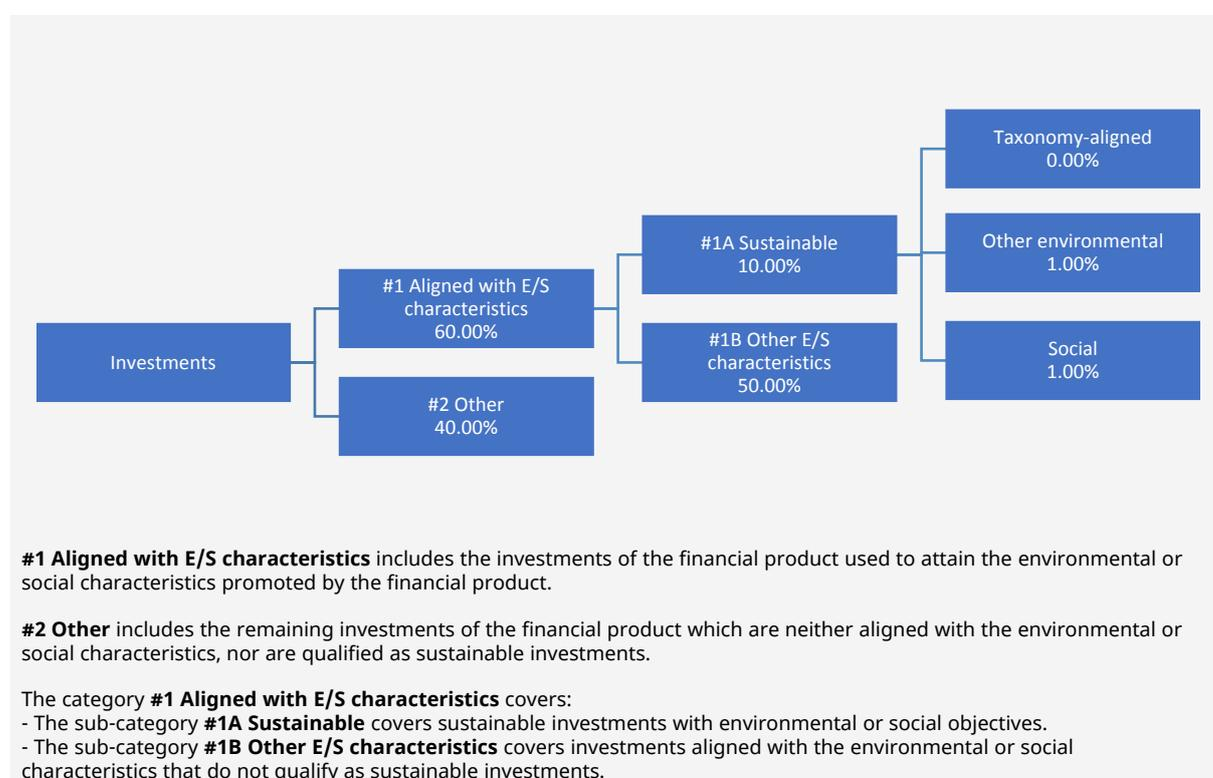 Taxonomy-aligned
0.00%
#1A Sustainable
10.00%
Other environmental
1.00%
#1 Aligned with E/S
characteristics
60.00%
Investments
#1B Other E/S
characteristics
50.00%
Social
1.00%
#2 Other
40.00%
#1 Aligned with E/S characteristics includes the investments of the financial product used to attain the environmental or
social characteristics promoted by the financial product.
#2 Other includes the remaining investments of the financial product which are neither aligned with the environmental or
social characteristics, nor are qualified as sustainable investments.
The category #1 Aligned with E/S characteristics covers:
- The sub-category #1A Sustainable covers sustainable investments with environmental or social objectives.
- The sub-category #1B Other E/S characteristics covers investments aligned with the environmental or social
characteristics that do not qualify as sustainable investments.